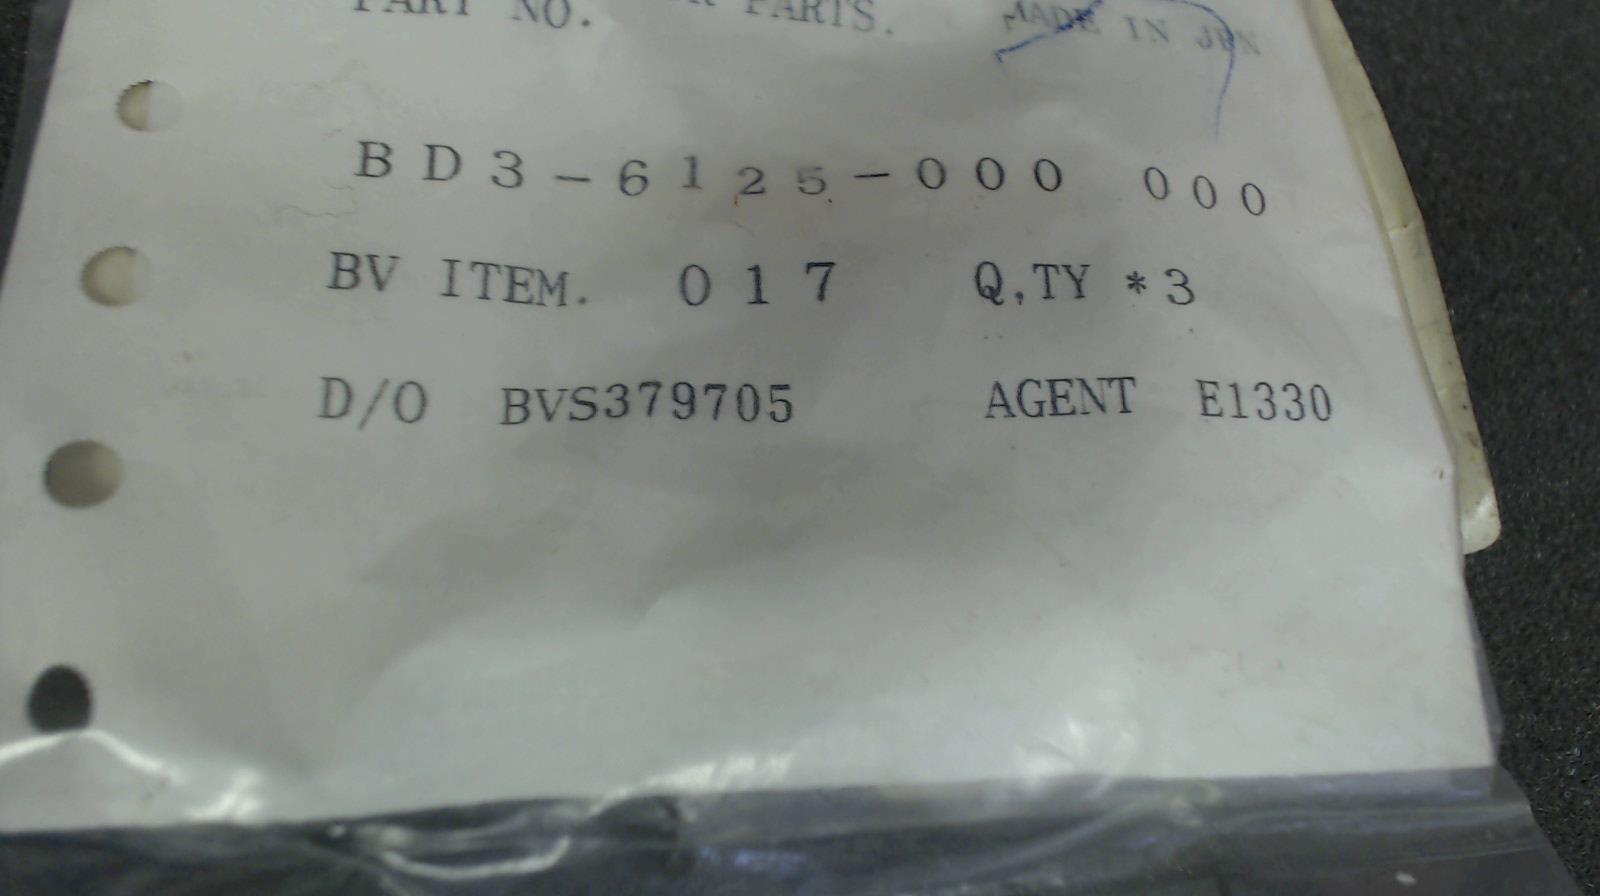 PART NO. PARTS. MADE IN JPN
BD3-6125-000 000
BV ITEM. 017 Q,TY *3
D/O BVS379705 AGENT E1330